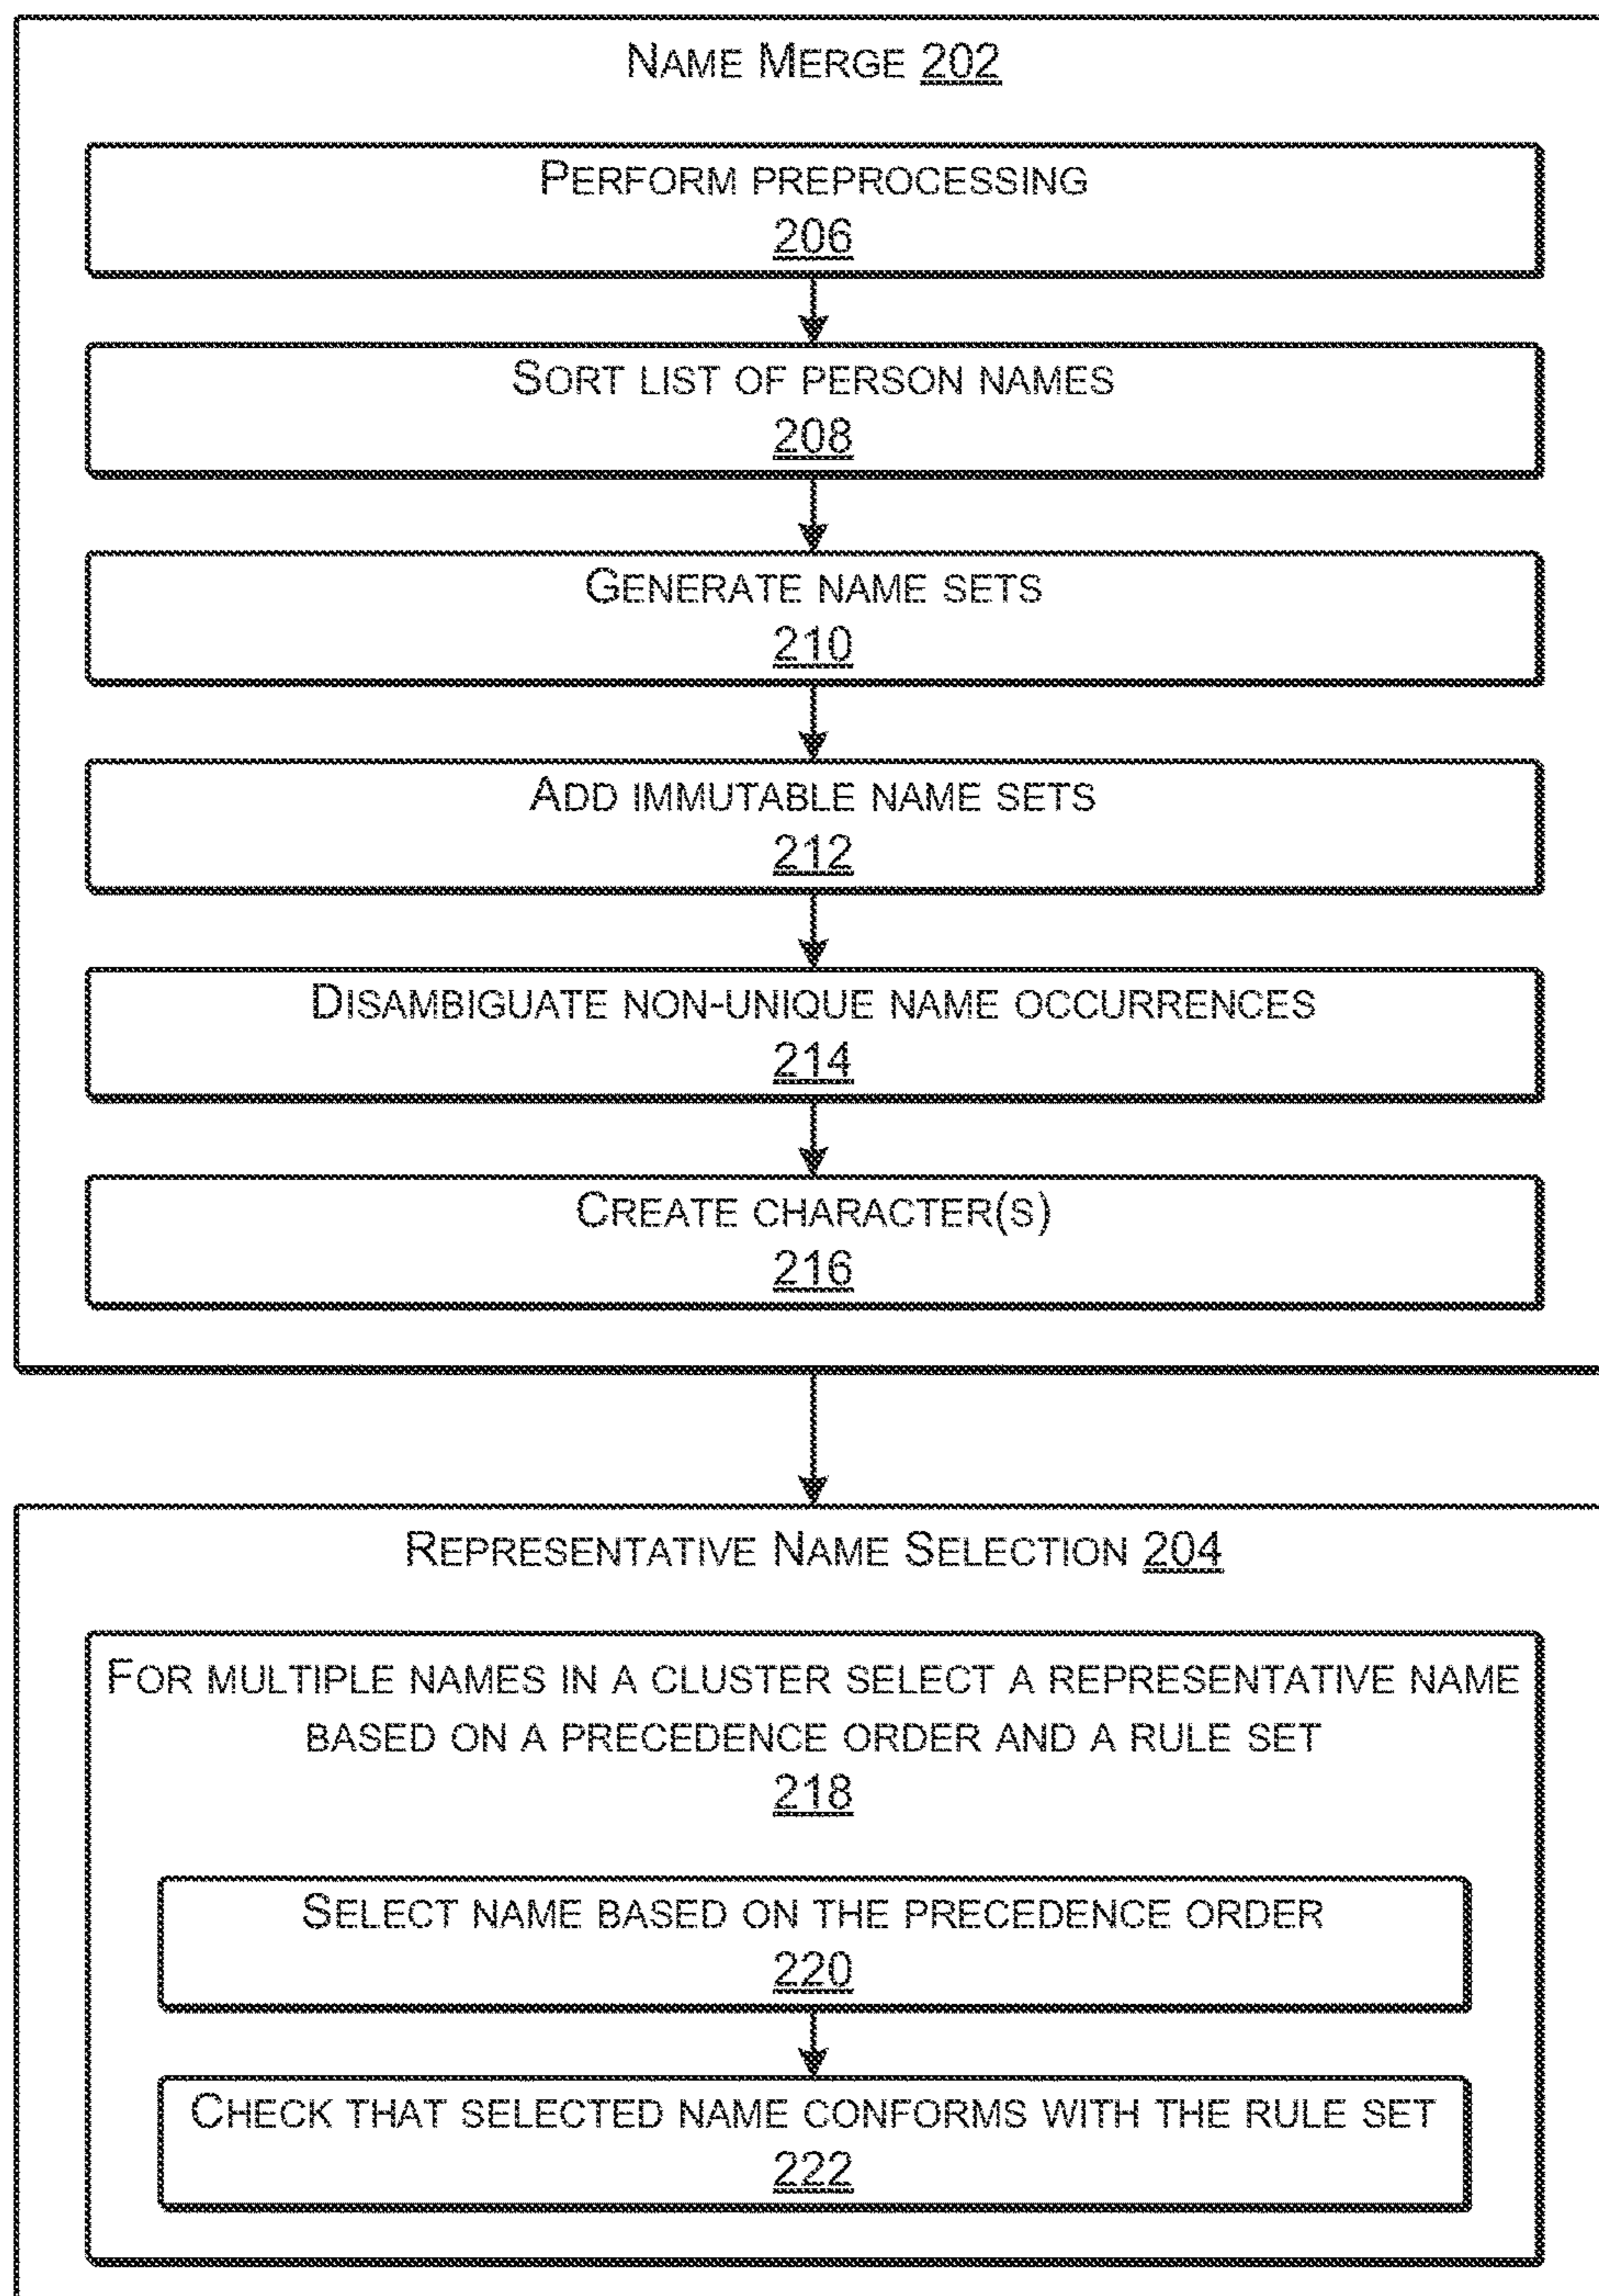 NAME MERGE 202
PERFORM PREPROCESSING
206
SORT LIST OF PERSON NAMES
208
GENERATE NAME SETS
210
ADD IMMUTABLE NAME SETS
212
DISAMBIGUATE NON-UNIQUE NAME OCCURRENCES
214
CREATE CHARACTER(S)
216
REPRESENTATIVE NAME SELECTION 204
FOR MULTIPLE NAMES IN A CLUSTER SELECT A REPRESENTATIVE NAME
BASED ON A PRECEDENCE ORDER AND A RULE SET
218
SELECT NAME BASED ON THE PRECEDENCE ORDER
220
CHECK THAT SELECTED NAME CONFORMS WITH THE RULE SET
222